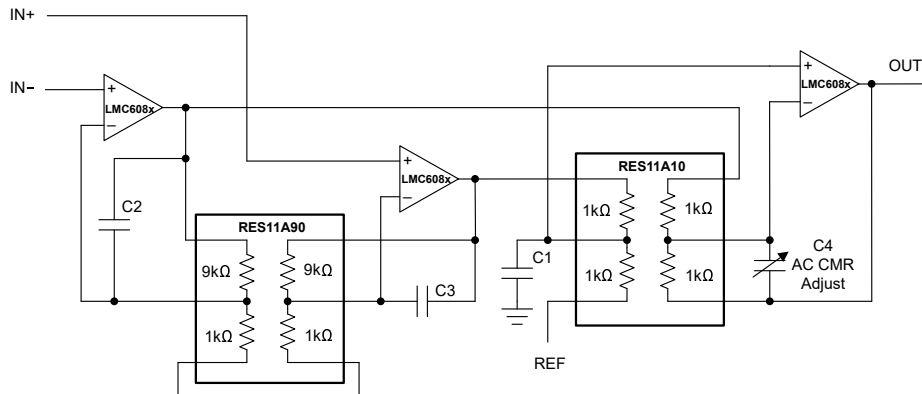 IN+
IN−
OUT
+
LMC608x
−
+
LMC608x
−
+
LMC608x
−
C2
RES11A90
9kΩ
9kΩ
1kΩ
1kΩ
C3
RES11A10
1kΩ
1kΩ
1kΩ
1kΩ
C1
REF
C4
AC CMR
Adjust